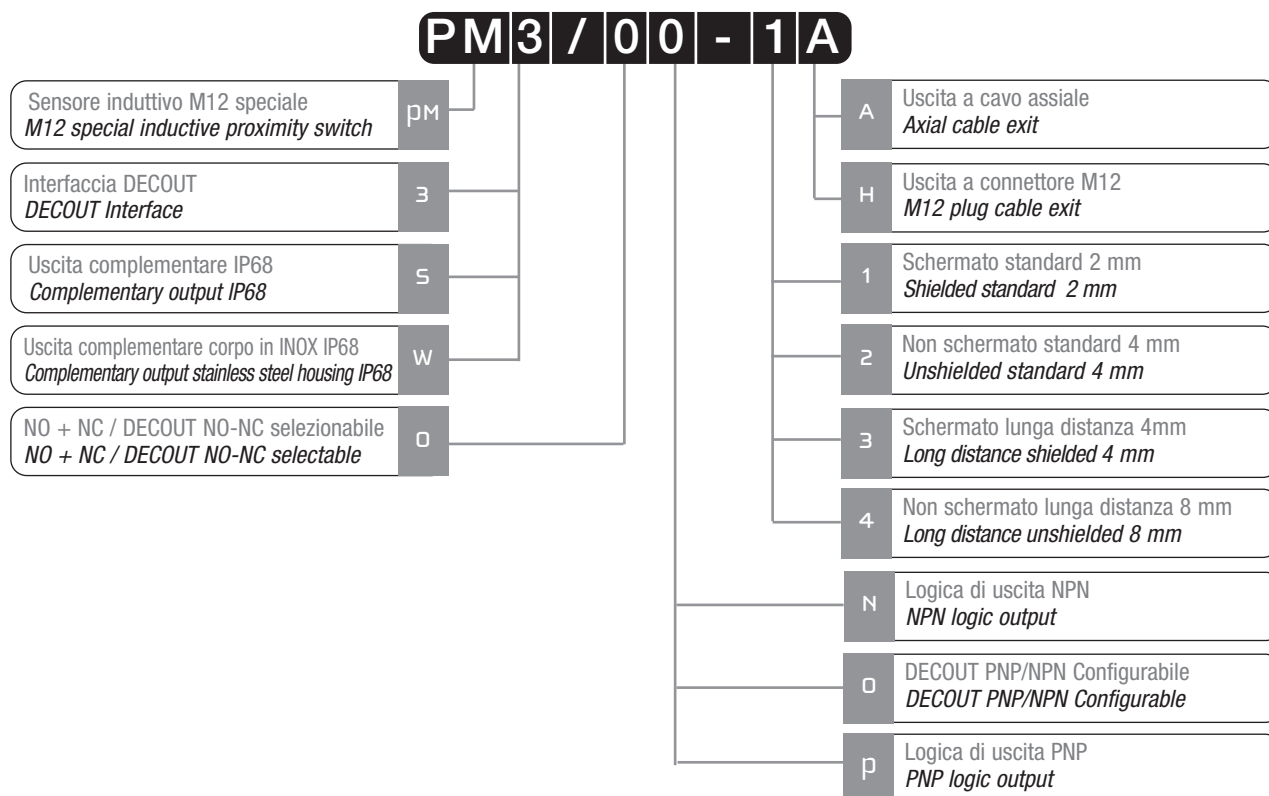 PM3/00-1A
Sensore induttivo M12 speciale
M12 special inductive proximity switch
pM
Interfaccia DECOUT
DECOUT Interface
3
Uscita complementare IP68
Complementary output IP68
S
Uscita complementare corpo in INOX IP68
Complementary output stainless steel housing IP68
W
NO + NC / DECOUT NO-NC selezionabile
NO + NC / DECOUT NO-NC selectable
0
A
Uscita a cavo assiale
Axial cable exit
H
Uscita a connettore M12
M12 plug cable exit
1
Schermato standard 2 mm
Shielded standard 2 mm
2
Non schermato standard 4 mm
Unshielded standard 4 mm
3
Schermato lunga distanza 4mm
Long distance shielded 4 mm
4
Non schermato lunga distanza 8 mm
Long distance unshielded 8 mm
N
Logica di uscita NPN
NPN logic output
0
DECOUT PNP/NPN Configurabile
DECOUT PNP/NPN Configurable
p
Logica di uscita PNP
PNP logic output